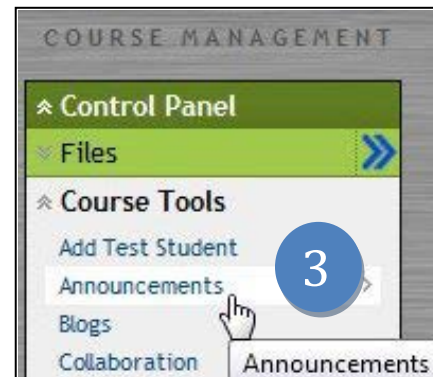 COURSE MANAGEMENT
Control Panel
Files
Course Tools
Add Test Student
Announcements
3
Blogs
Collaboration
Announcements